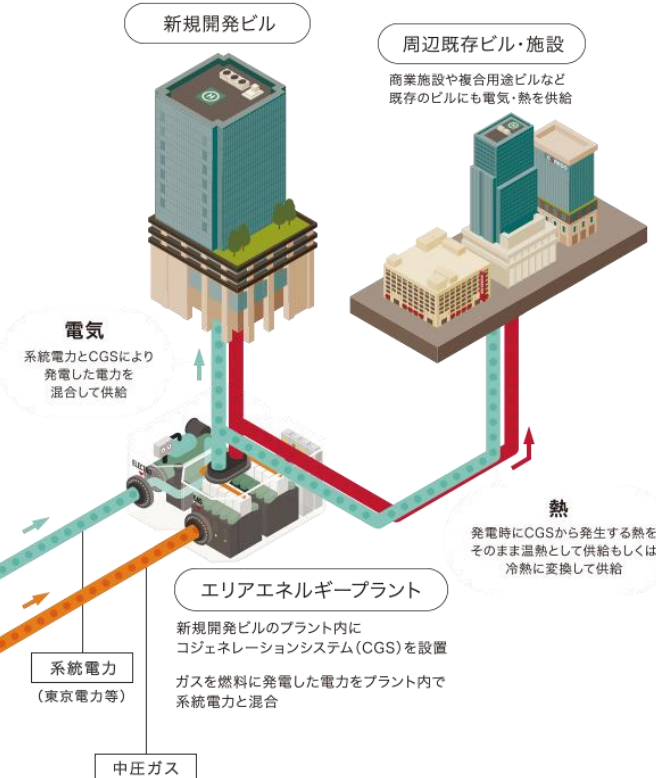 新規開発ビル
周辺既存ビル・施設
商業施設や複合用途ビルなど
既存のビルにも電気・熱を供給
電気
系統電力とCGSにより
発電した電力を
混合して供給
熱
発電時にCGSから発生する熱を
そのまま温熱として供給もしくは
冷熱に変換して供給
エリアエネルギープラント
新規開発ビルのプラント内に
コジェネレーションシステム(CGS)を設置
ガスを燃料に発電した電力をプラント内で
系統電力と混合
系統電力
(東京電力等)
中圧ガス